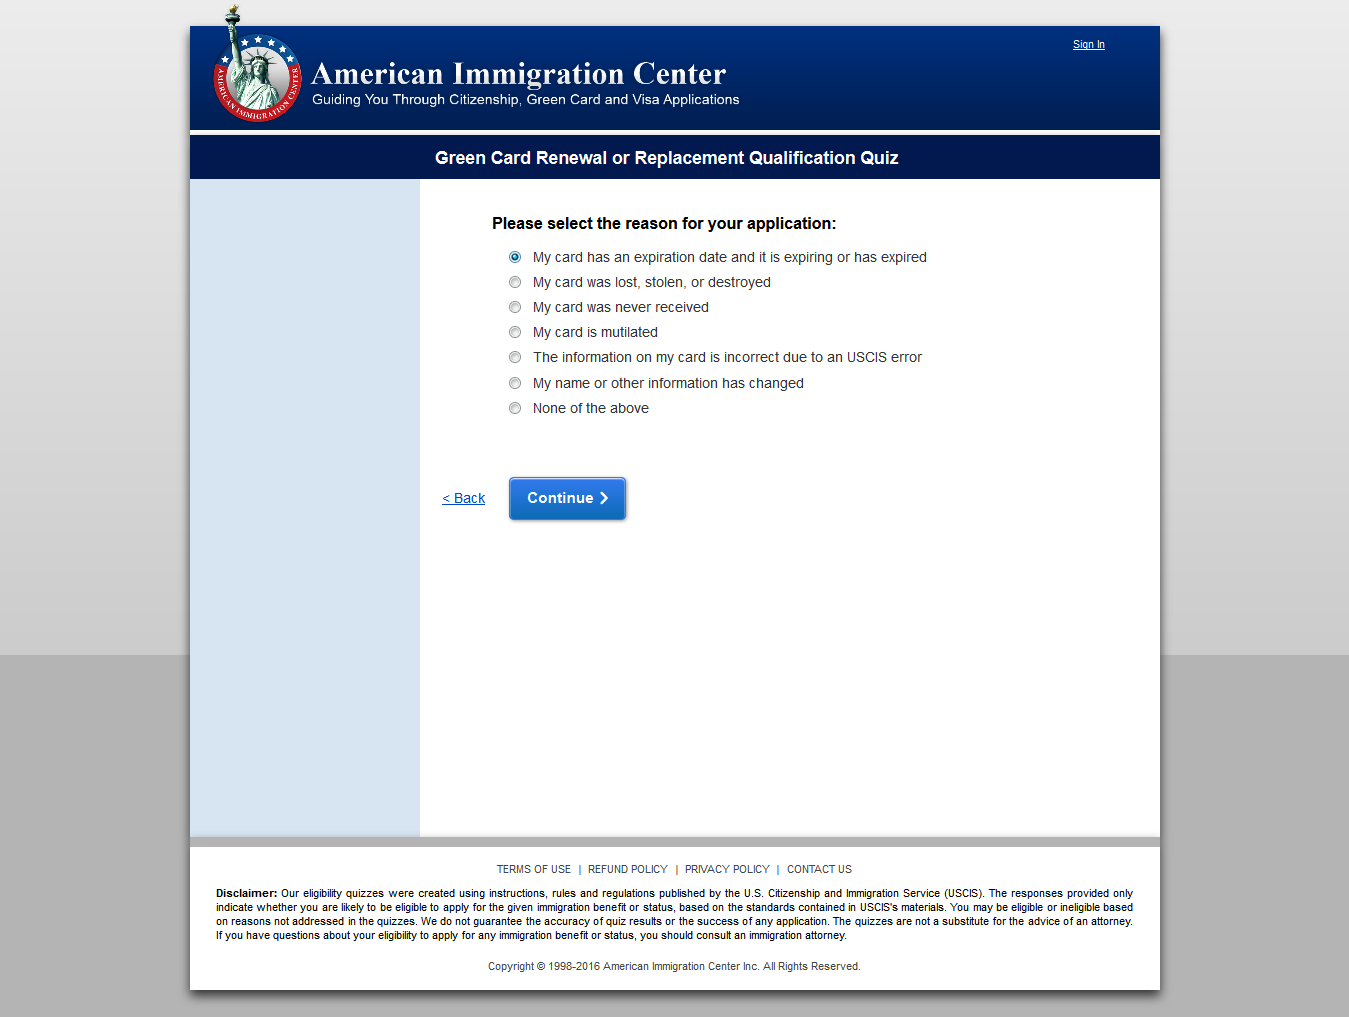 AMERICAN IMMIGRATION CENTER
Sign In
American Immigration Center
Guiding You Through Citizenship, Green Card and Visa Applications
Green Card Renewal or Replacement Qualification Quiz
Please select the reason for your application:
My card has an expiration date and it is expiring or has expired
My card was lost, stolen, or destroyed
My card was never received
My card is mutilated
The information on my card is incorrect due to an USCIS error
My name or other information has changed
None of the above
< Back
Continue
TERMS OF USE | REFUND POLICY | PRIVACY POLICY | CONTACT US
Disclaimer: Our eligibility quizzes were created using instructions, rules and regulations published by the U.S. Citizenship and Immigration Service (USCIS). The responses provided only
indicate whether you are likely to be eligible to apply for the given immigration benefit or status, based on the standards contained in USCIS's materials. You may be eligible or ineligible based
on reasons not addressed in the quizzes. We do not guarantee the accuracy of quiz results or the success of any application. The quizzes are not a substitute for the advice of an attorney.
If you have questions about your eligibility to apply for any immigration benefit or status, you should consult an immigration attorney.
Copyright © 1998-2016 American Immigration Center Inc. All Rights Reserved.